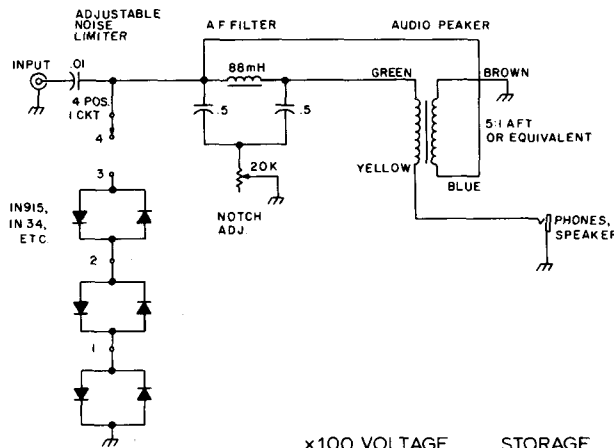 ADJUSTABLE
NOISE
LIMITER
A F FILTER
AUDIO PEAKER
INPUT
.01
88mH
GREEN
BROWN
4 POS.
1 CKT
4
.5
.5
5:1 AFT
OR EQUIVALENT
3
20K
YELLOW
BLUE
IN915,
IN 34,
ETC.
NOTCH
ADJ.
PHONES,
SPEAKER
2
1
x100 VOLTAGE
STORAGE